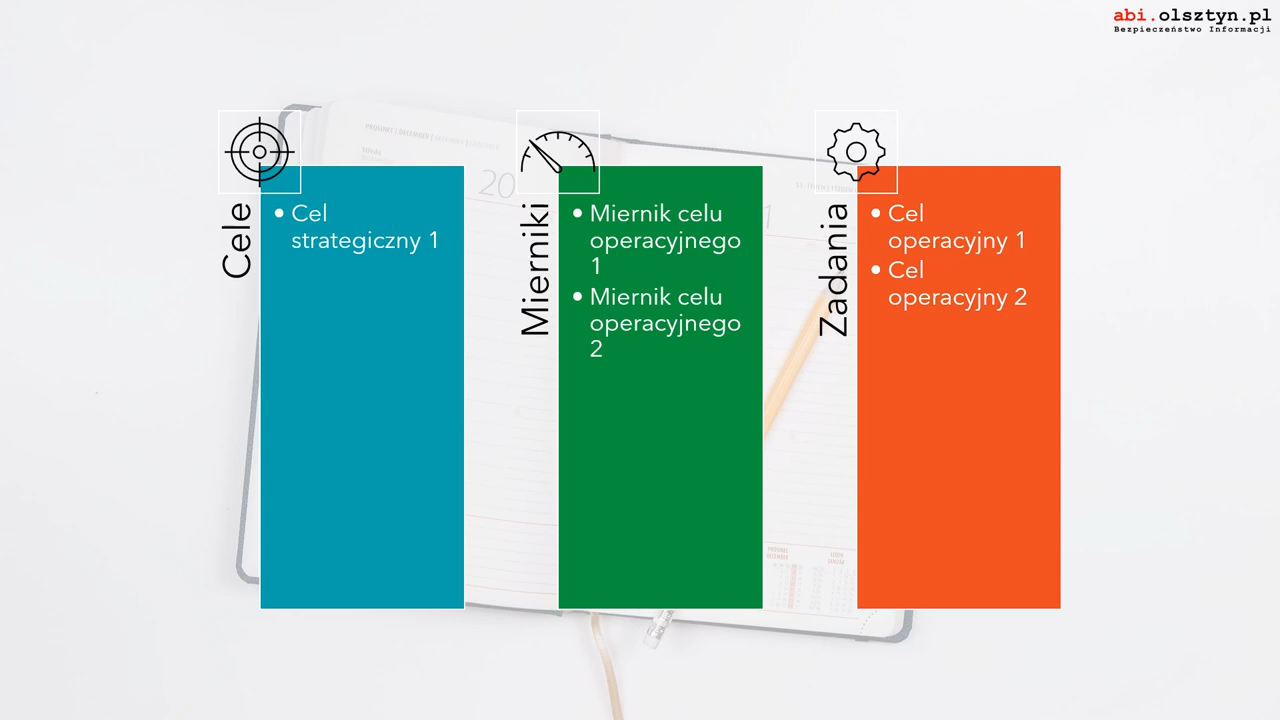 abi.olsztyn.pl
Bezpieczeństwo Informacji
Cele
• Cel
strategiczny 1
Mierniki
• Miernik celu
operacyjnego
1
• Miernik celu
operacyjnego
2
Zadania
• Cel
operacyjny 1
• Cel
operacyjny 2
20